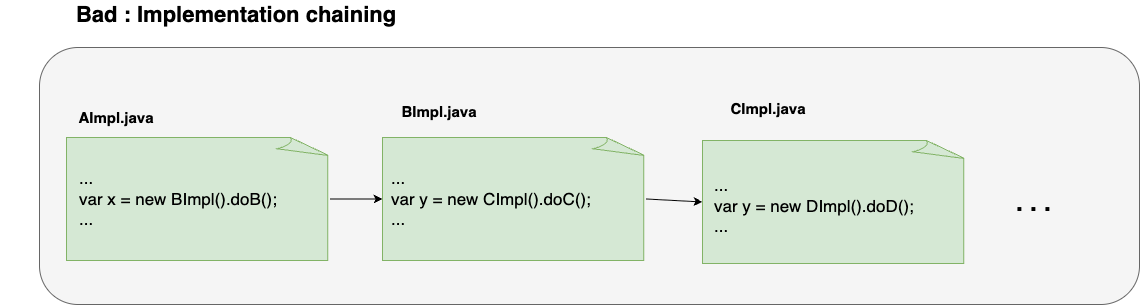 Bad : Implementation chaining
AImpl.java
...
var x = new BImpl().doB();
...
BImpl.java
...
var y = new CImpl().doC();
...
CImpl.java
...
var y = new DImpl().doD();
...
...